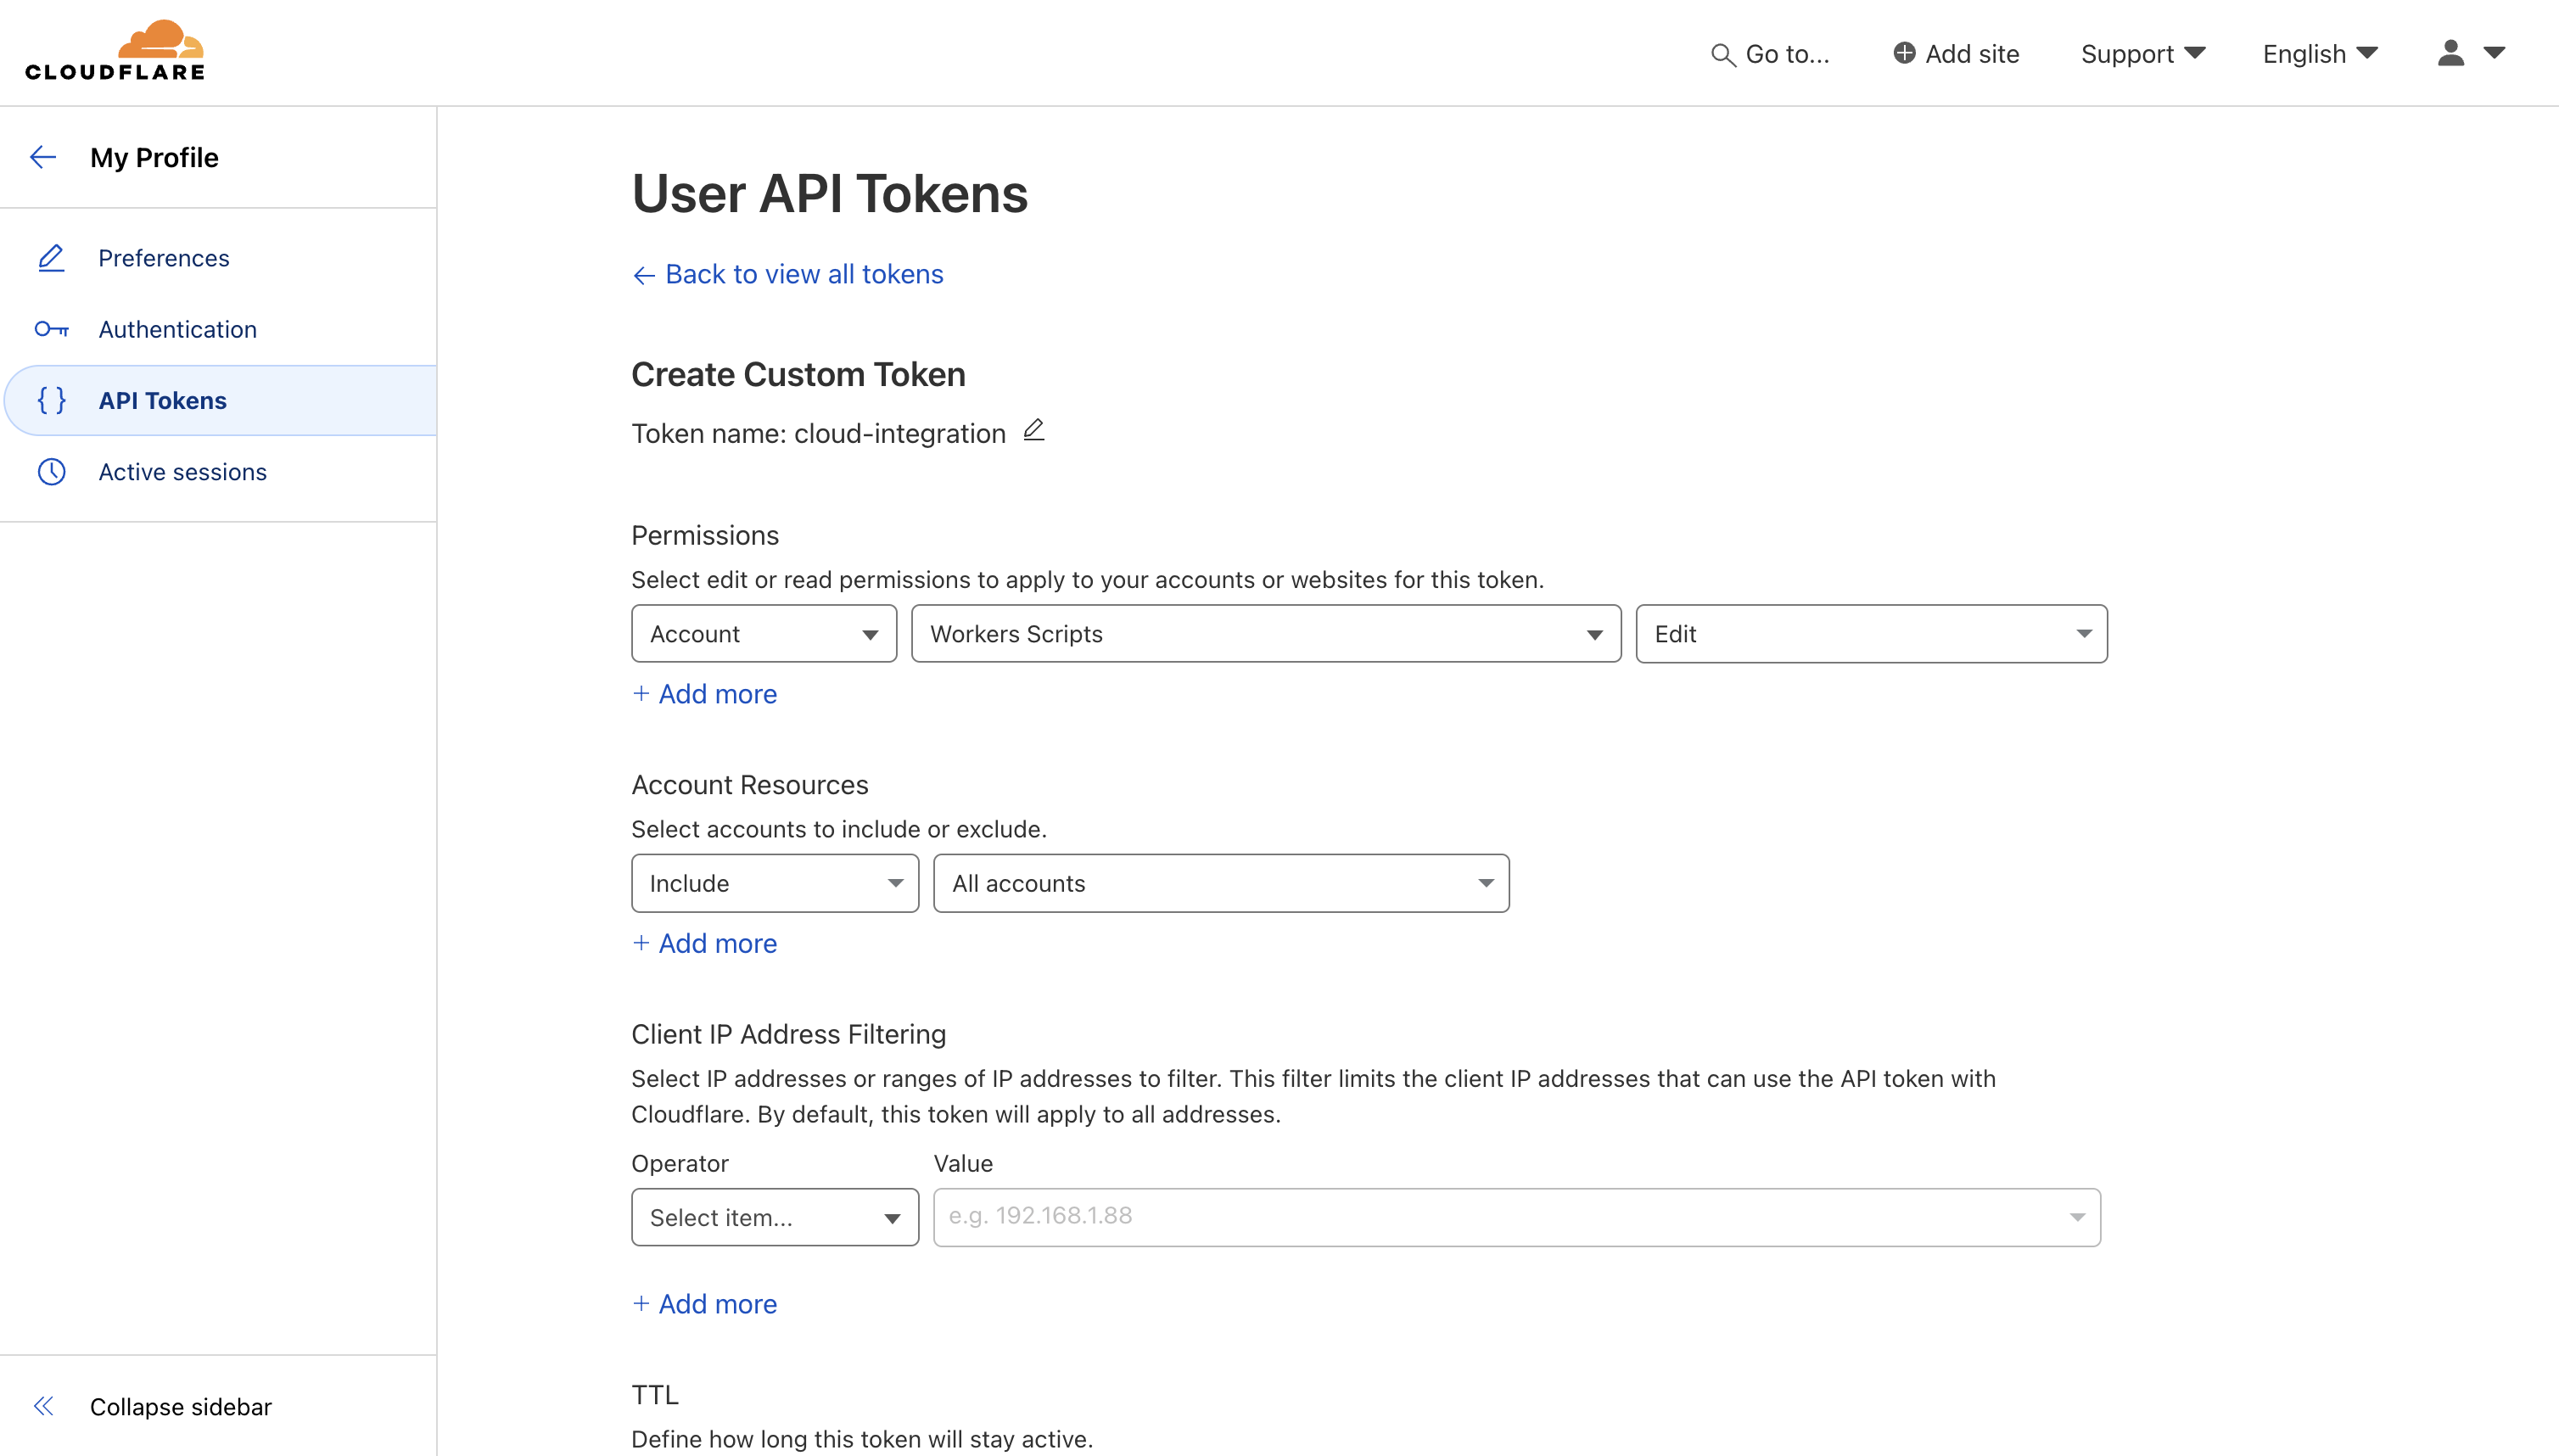 CLOUDFLARE
Go to...
Add site
Support
English
My Profile
Preferences
Authentication
API Tokens
Active sessions
Collapse sidebar
User API Tokens
Back to view all tokens
Create Custom Token
Token name: cloud-integration
Permissions
Select edit or read permissions to apply to your accounts or websites for this token.
Account
Workers Scripts
Edit
+ Add more
Account Resources
Select accounts to include or exclude.
Include
All accounts
+ Add more
Client IP Address Filtering
Select IP addresses or ranges of IP addresses to filter. This filter limits the client IP addresses that can use the API token with
Cloudflare. By default, this token will apply to all addresses.
Operator
Value
Select item...
e.g. 192.168.1.88
+ Add more
TTL
Define how long this token will stay active.